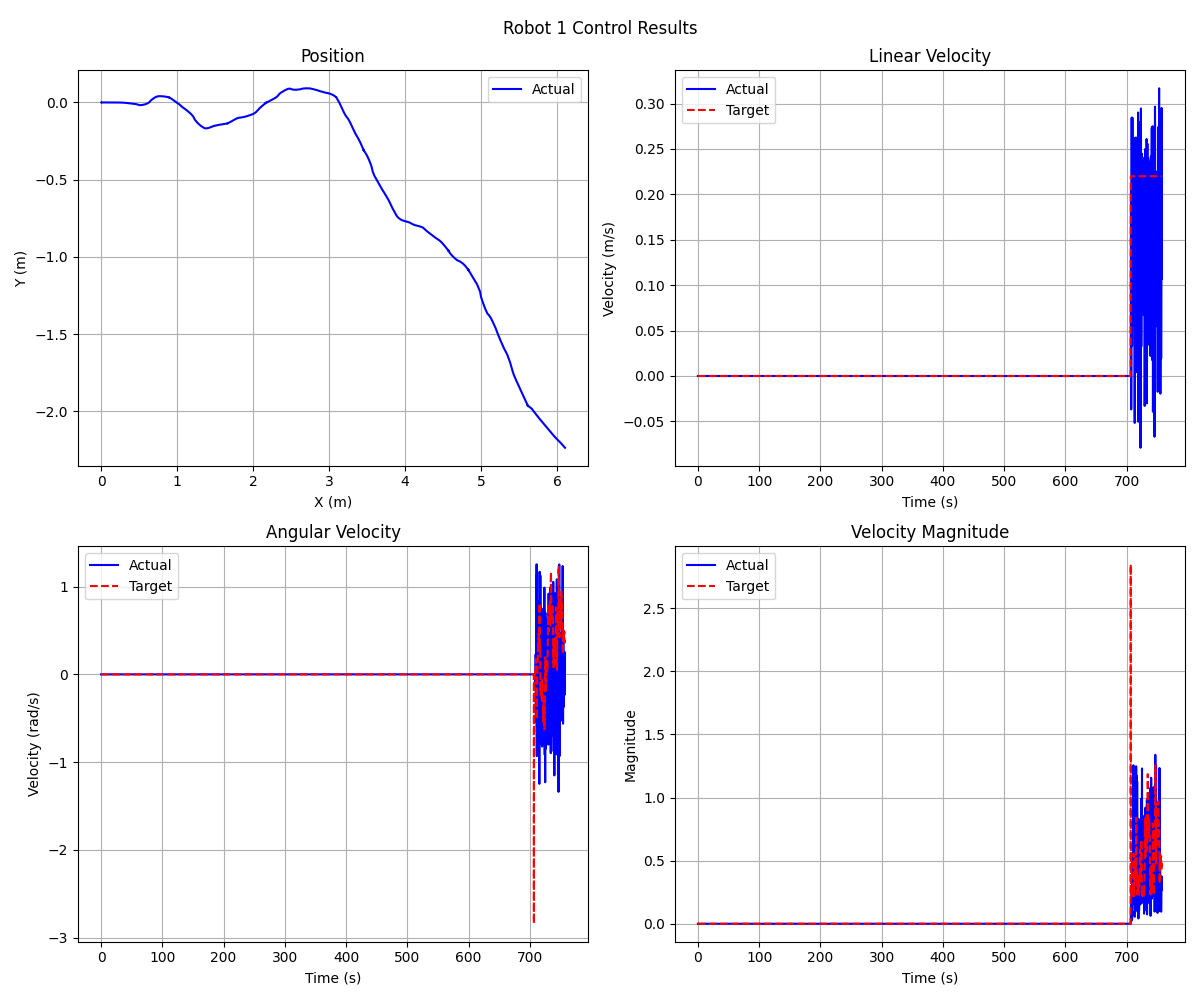 Robot 1 Control Results
Position
Actual
0.0
−0.5
−1.0
−1.5
−2.0
Y (m)
0 1 2 3 4 5 6
X (m)
Linear Velocity
Actual
Target
0.30
0.25
0.20
0.15
0.10
0.05
0.00
−0.05
Velocity (m/s)
0 100 200 300 400 500 600 700
Time (s)
Angular Velocity
Actual
Target
1
0
−1
−2
−3
Velocity (rad/s)
0 100 200 300 400 500 600 700
Time (s)
Velocity Magnitude
Actual
Target
2.5
2.0
1.5
1.0
0.5
0.0
Magnitude
0 100 200 300 400 500 600 700
Time (s)